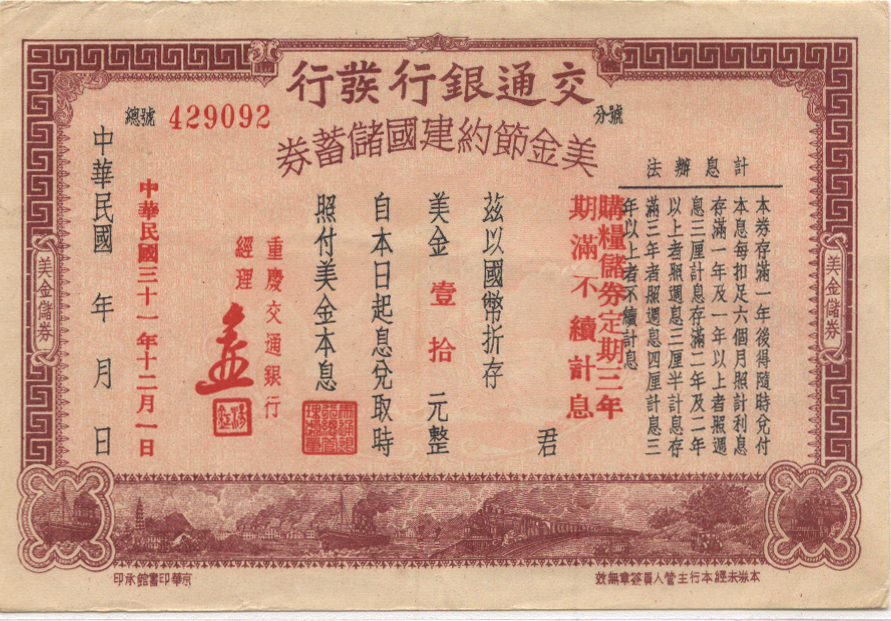 交通銀行發行
美金節約建國儲蓄券
總號 429092
分號
計息辦法
本券存滿一年後得隨時兌付
本息每扣足六個月照計利息
存滿一年及一年以上者照週
息三厘計息存滿二年及二年
以上者照週息三厘半計息存
滿三年者照週息四厘計息三
年以上者不續計息
購糧儲券定期三年
期滿不續計息
君
茲以國幣折存
美金壹拾元整
自本日起息兌取時
照付美金本息
重慶交通銀行
經理
中華民國三十一年十二月一日
中華民國 年 月 日
美金儲券
美金儲券
本券未經本行主管人員簽章無效
京華印書館承印